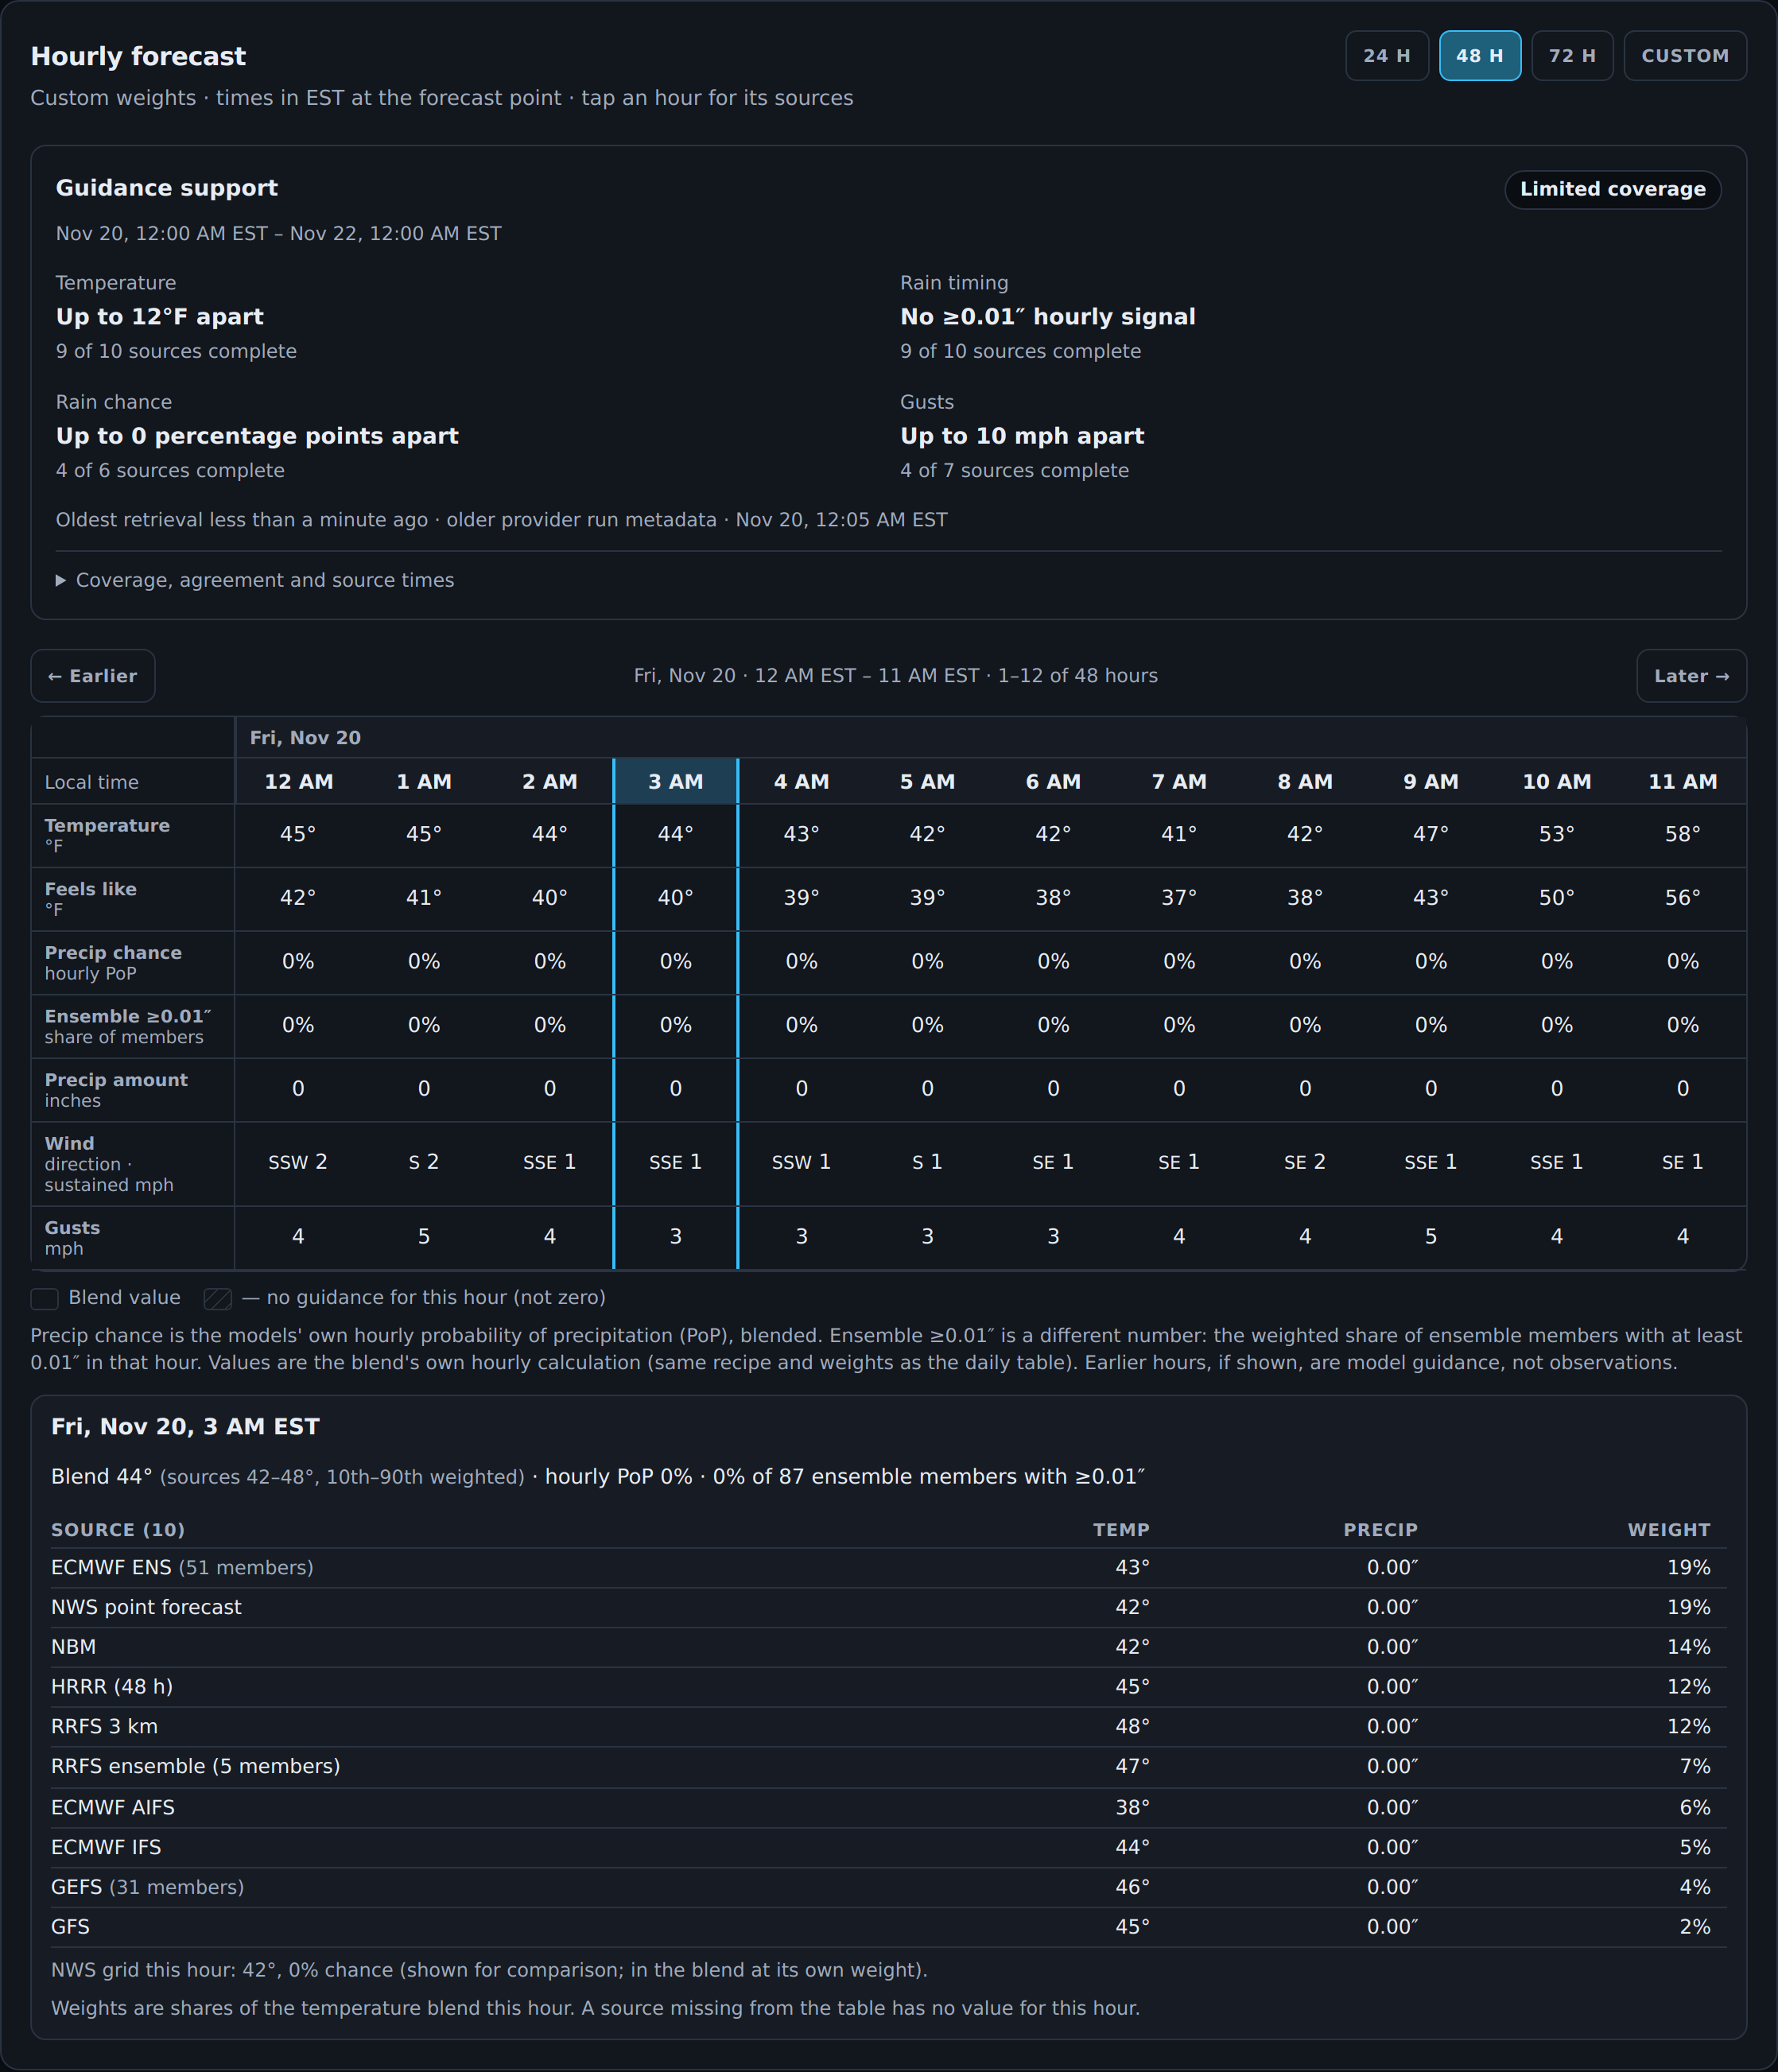 Hourly forecast
24 H
48 H
72 H
CUSTOM
Custom weights · times in EST at the forecast point · tap an hour for its sources
Guidance support
Limited coverage
Nov 20, 12:00 AM EST – Nov 22, 12:00 AM EST
Temperature
Up to 12°F apart
9 of 10 sources complete
Rain timing
No ≥0.01″ hourly signal
9 of 10 sources complete
Rain chance
Up to 0 percentage points apart
4 of 6 sources complete
Gusts
Up to 10 mph apart
4 of 7 sources complete
Oldest retrieval less than a minute ago · older provider run metadata · Nov 20, 12:05 AM EST
▶ Coverage, agreement and source times
← Earlier
Fri, Nov 20 · 12 AM EST – 11 AM EST · 1–12 of 48 hours
Later →
Fri, Nov 20
Local time 12 AM 1 AM 2 AM 3 AM 4 AM 5 AM 6 AM 7 AM 8 AM 9 AM 10 AM 11 AM
Temperature
°F
45° 45° 44° 44° 43° 42° 42° 41° 42° 47° 53° 58°
Feels like
°F
42° 41° 40° 40° 39° 39° 38° 37° 38° 43° 50° 56°
Precip chance
hourly PoP
0% 0% 0% 0% 0% 0% 0% 0% 0% 0% 0% 0%
Ensemble ≥0.01″
share of members
0% 0% 0% 0% 0% 0% 0% 0% 0% 0% 0% 0%
Precip amount
inches
0 0 0 0 0 0 0 0 0 0 0 0
Wind
direction ·
sustained mph
SSW 2 S 2 SSE 1 SSE 1 SSW 1 S 1 SE 1 SE 1 SE 2 SSE 1 SSE 1 SE 1
Gusts
mph
4 5 4 3 3 3 3 4 4 5 4 4
Blend value — no guidance for this hour (not zero)
Precip chance is the models' own hourly probability of precipitation (PoP), blended. Ensemble ≥0.01″ is a different number: the weighted share of ensemble members with at least
0.01″ in that hour. Values are the blend's own hourly calculation (same recipe and weights as the daily table). Earlier hours, if shown, are model guidance, not observations.
Fri, Nov 20, 3 AM EST
Blend 44° (sources 42–48°, 10th–90th weighted) · hourly PoP 0% · 0% of 87 ensemble members with ≥0.01″
SOURCE (10) TEMP PRECIP WEIGHT
ECMWF ENS (51 members) 43° 0.00″ 19%
NWS point forecast 42° 0.00″ 19%
NBM 42° 0.00″ 14%
HRRR (48 h) 45° 0.00″ 12%
RRFS 3 km 48° 0.00″ 12%
RRFS ensemble (5 members) 47° 0.00″ 7%
ECMWF AIFS 38° 0.00″ 6%
ECMWF IFS 44° 0.00″ 5%
GEFS (31 members) 46° 0.00″ 4%
GFS 45° 0.00″ 2%
NWS grid this hour: 42°, 0% chance (shown for comparison; in the blend at its own weight).
Weights are shares of the temperature blend this hour. A source missing from the table has no value for this hour.